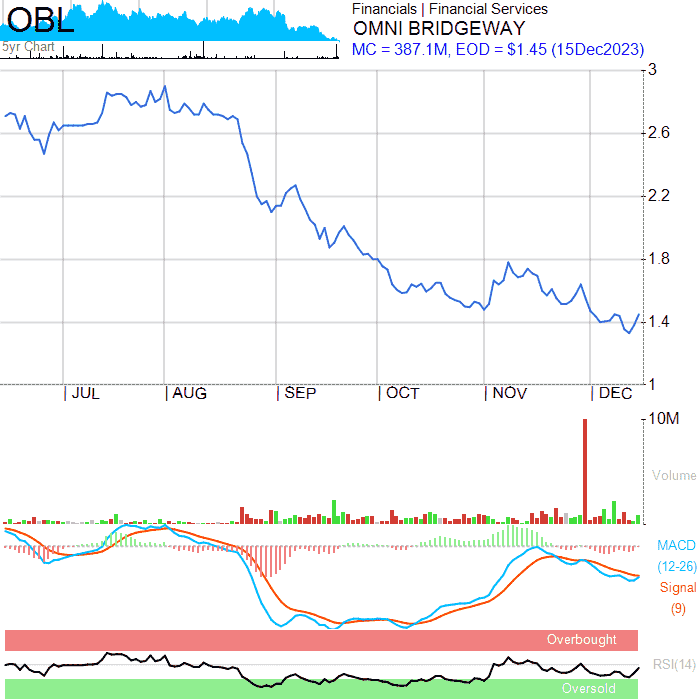 OBL
5yr Chart
Financials | Financial Services
OMNI BRIDGEWAY
MC = 387.1M, EOD = $1.45 (15Dec2023)
3
2.6
2.2
1.8
1.4
1
JUL AUG SEP OCT NOV DEC
10M
Volume
MACD
(12-26)
Signal
(9)
Overbought
RSI(14)
Oversold